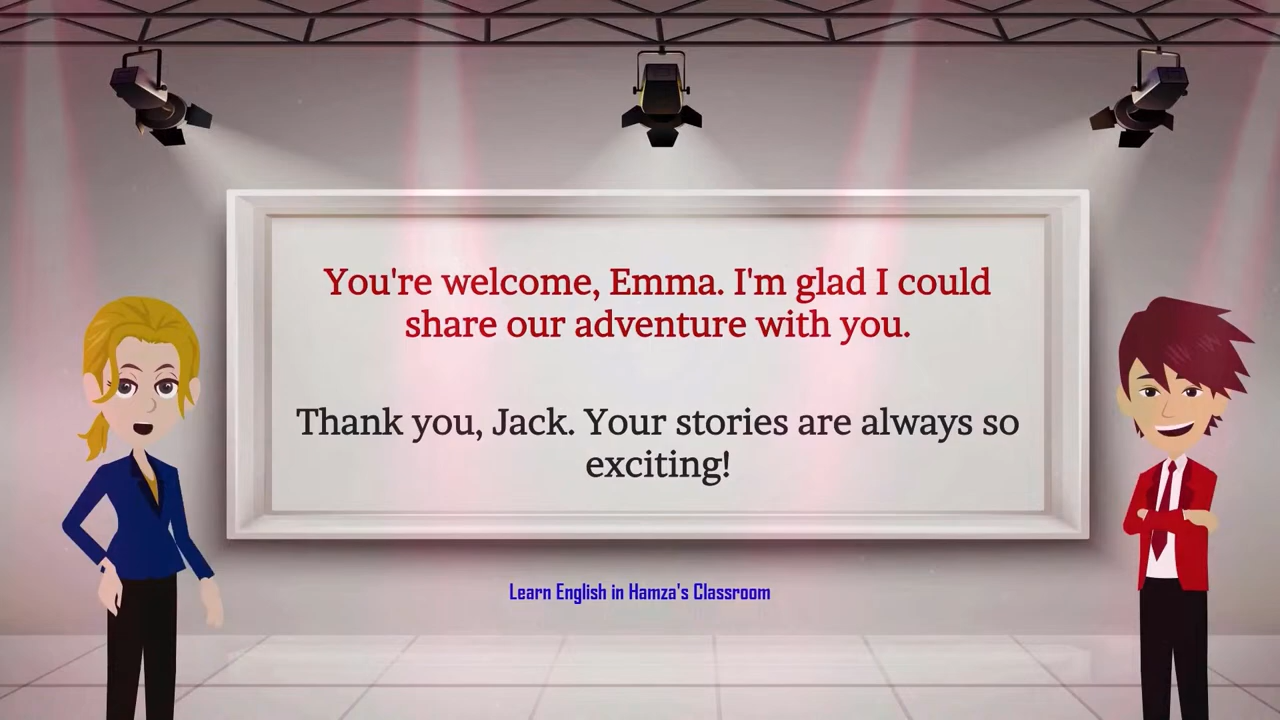 You're welcome, Emma. I'm glad I could
share our adventure with you.
Thank you, Jack. Your stories are always so
exciting!
Learn English in Hamza's Classroom